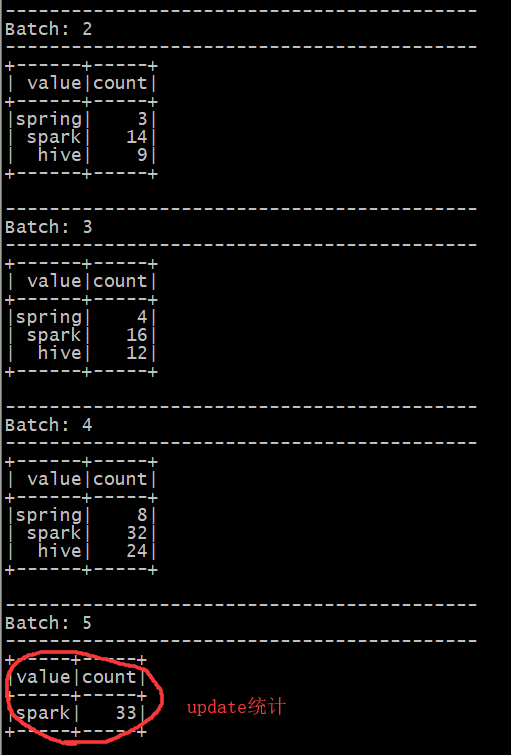 -------------------------------------------
Batch: 2
-------------------------------------------
+------+-----+
| value|count|
+------+-----+
|spring|    3|
| spark|   14|
|  hive|    9|
+------+-----+
-------------------------------------------
Batch: 3
-------------------------------------------
+------+-----+
| value|count|
+------+-----+
|spring|    4|
| spark|   16|
|  hive|   12|
+------+-----+
-------------------------------------------
Batch: 4
-------------------------------------------
+------+-----+
| value|count|
+------+-----+
|spring|    8|
| spark|   32|
|  hive|   24|
+------+-----+
-------------------------------------------
Batch: 5
-------------------------------------------
+-----+-----+
|value|count|
+-----+-----+
|spark|   33| update统计
+-----+-----+